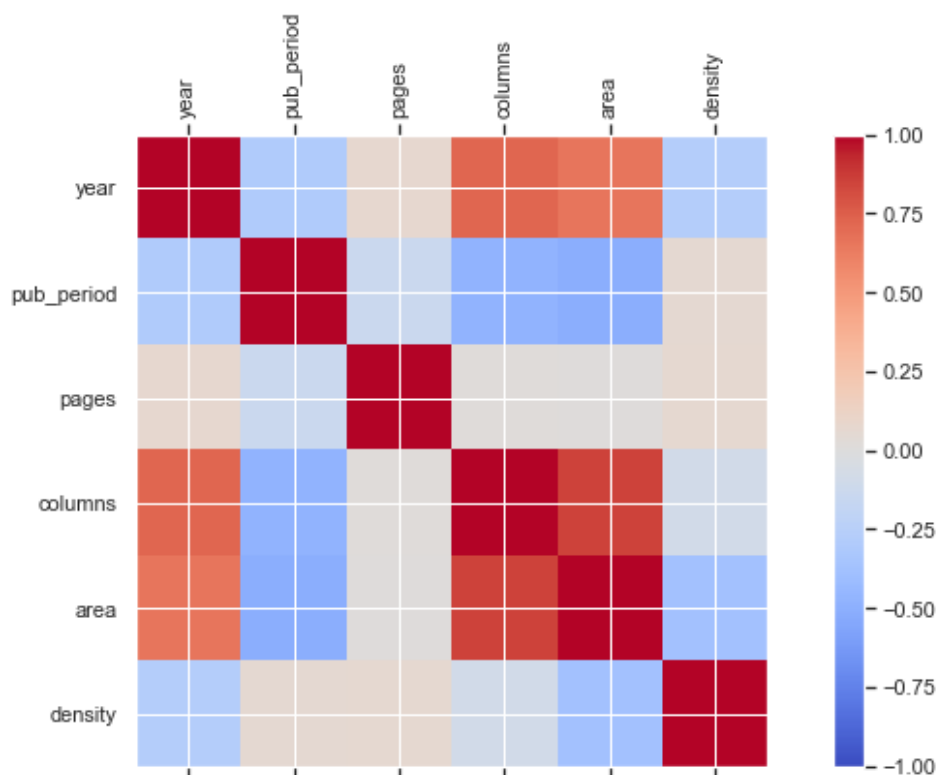 year pub_period pages columns area density
year
pub_period
pages
columns
area
density
1.00
0.75
0.50
0.25
0.00
−0.25
−0.50
−0.75
−1.00